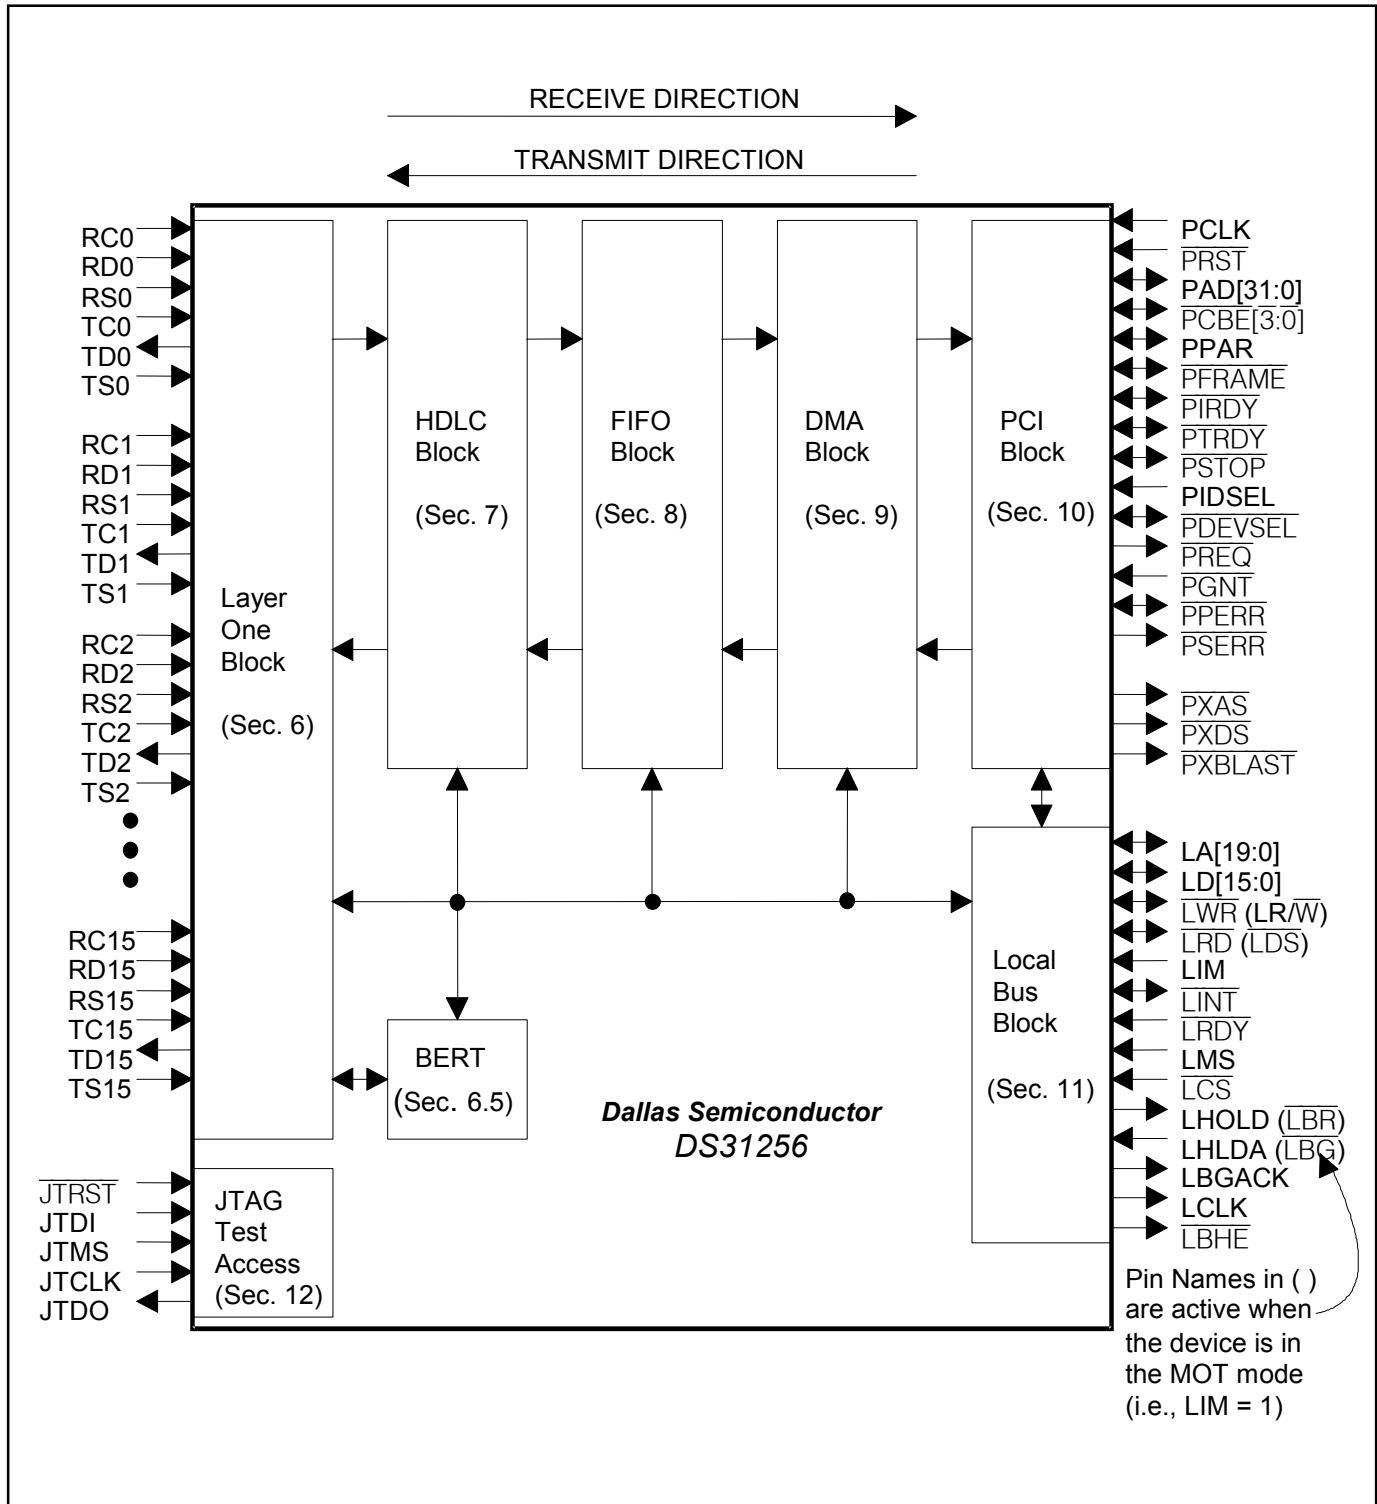 RECEIVE DIRECTION
TRANSMIT DIRECTION
RC0
RD0
RS0
TC0
TD0
TS0
RC1
RD1
RS1
TC1
TD1
TS1
RC2
RD2
RS2
TC2
TD2
TS2
RC15
RD15
RS15
TC15
TD15
TS15
JTRST
JTDI
JTMS
JTCLK
JTDO
Layer
One
Block
(Sec. 6)
HDLC
Block
(Sec. 7)
FIFO
Block
(Sec. 8)
DMA
Block
(Sec. 9)
PCI
Block
(Sec. 10)
BERT
(Sec. 6.5)
Dallas Semiconductor
DS31256
JTAG
Test
Access
(Sec. 12)
Local
Bus
Block
(Sec. 11)
PCLK
PRST
PAD[31:0]
PCBE[3:0]
PPAR
PFRAME
PIRDY
PTRDY
PSTOP
PIDSEL
PDEVSEL
PREQ
PGNT
PPERR
PSERR
PXAS
PXDS
PXBLAST
LA[19:0]
LD[15:0]
LWR (LR/W)
LRD (LDS)
LIM
LINT
LRDY
LMS
LCS
LHOLD (LBR)
LHLDA (LBG)
LBGACK
LCLK
LBHE
Pin Names in ( )
are active when
the device is in
the MOT mode
(i.e., LIM = 1)